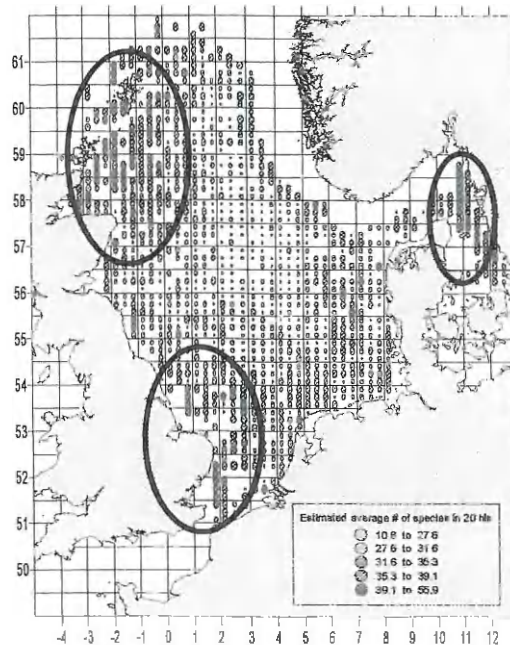 61
60
59
58
57
56
55
54
53
52
51
50
Estimated average # of species in 20 hls
10.8 to 27.6
27.6 to 31.6
31.6 to 35.3
35.3 to 39.1
39.1 to 55.9
-4 -3 -2 -1 0 1 2 3 4 5 6 7 8 9 10 11 12